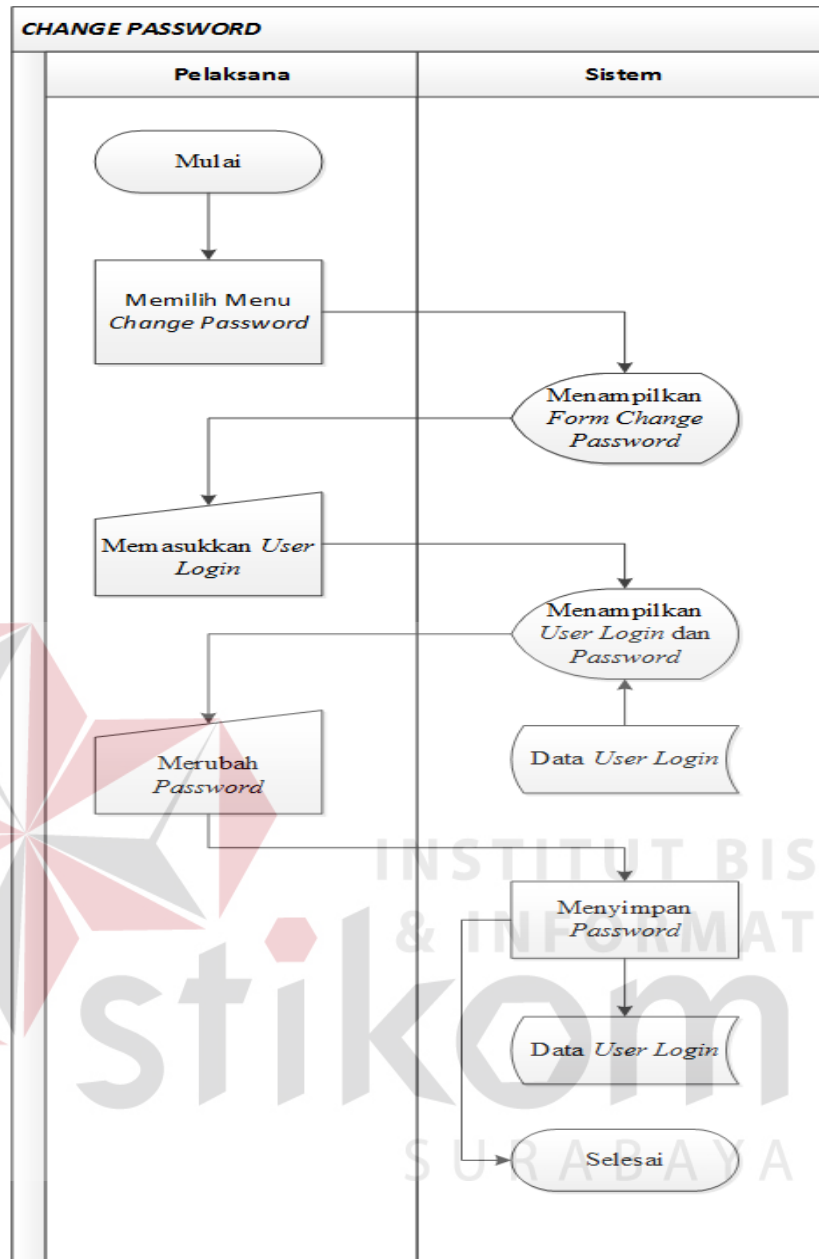 CHANGE PASSWORD
Pelaksana
Sistem
Mulai
Memilih Menu
Change Password
Menampilkan
Form Change
Password
Memasukkan User
Login
Menampilkan
User Login dan
Password
Data User Login
Merubah
Password
Menyimpan
Password
Data User Login
Selesai
INSTITUT BIS
& INFORMAT
stikom
SURABAYA